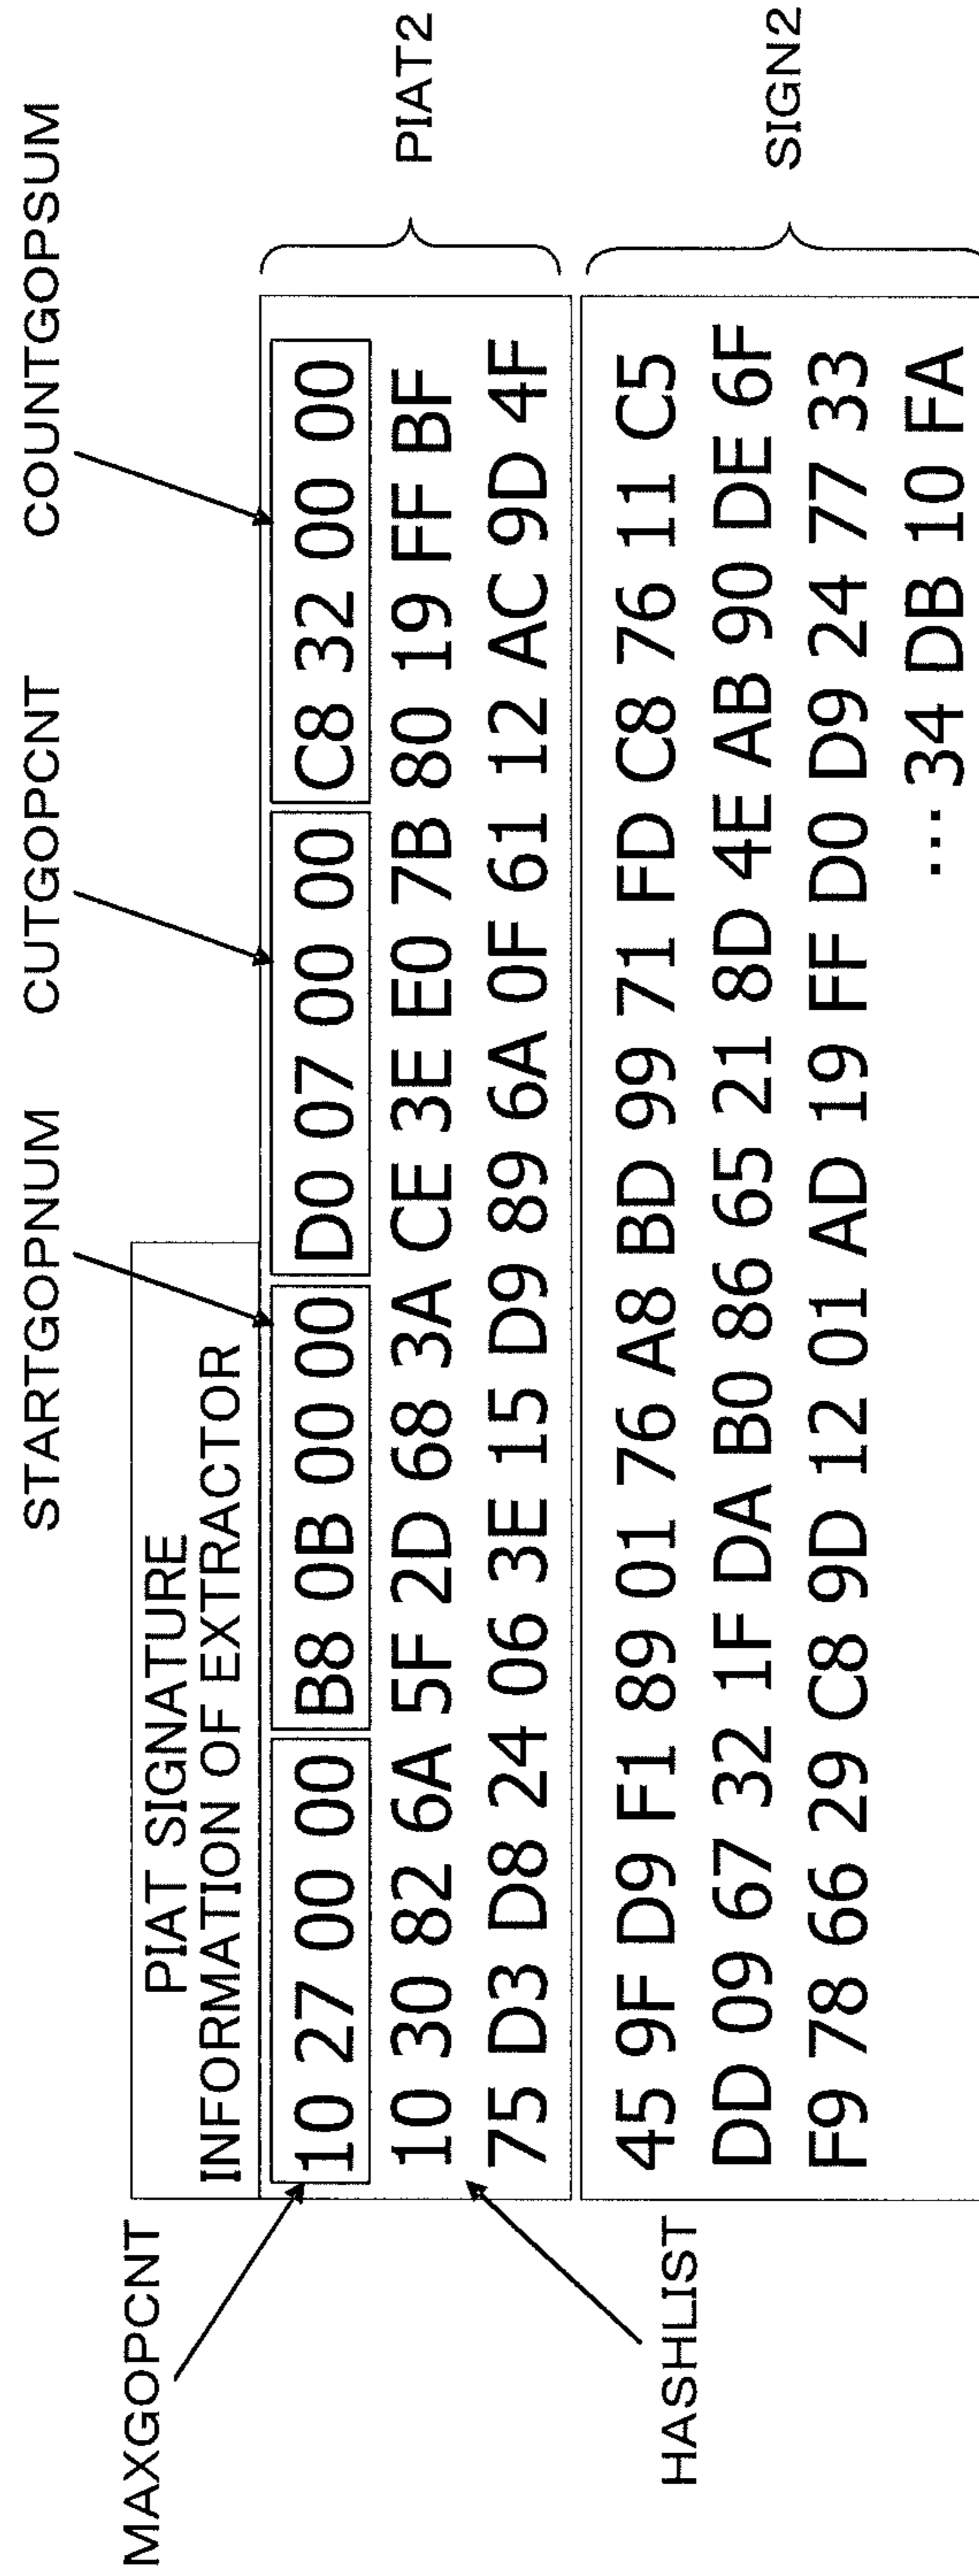 STARTGOPNUM CUTGOPCNT COUNTGOPSUM
PIAT SIGNATURE
INFORMATION OF EXTRACTOR
MAXGOPCNT
10 27 00 00 B8 0B 00 00 D0 07 00 00 C8 32 00 00
10 30 82 6A 5F 2D 68 3A CE 3E E0 7B 80 19 FF BF
75 D3 D8 24 06 3E 15 D9 89 6A 0F 61 12 AC 9D 4F
PIAT2
HASHLIST
45 9F D9 F1 89 01 76 A8 BD 99 71 FD C8 76 11 C5
DD 09 67 32 1F DA B0 86 65 21 8D 4E AB 90 DE 6F
F9 78 66 29 C8 9D 12 01 AD 19 FF D0 D9 24 77 33
... 34 DB 10 FA
SIGN2